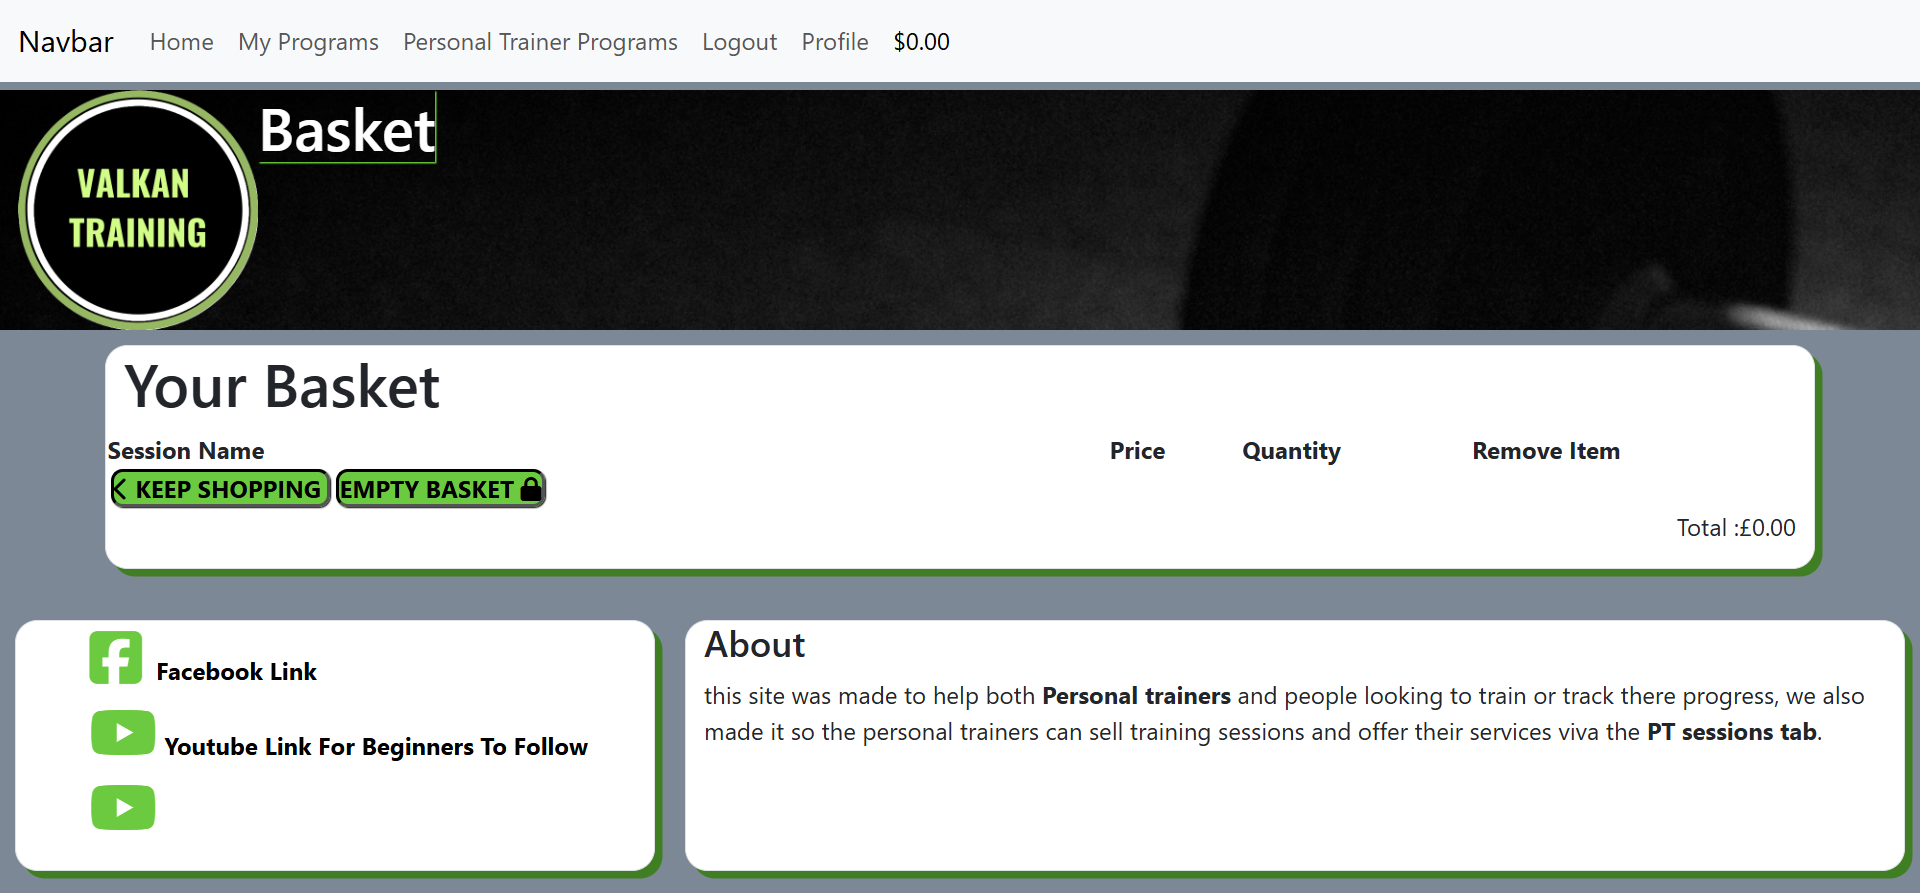 Navbar Home My Programs Personal Trainer Programs Logout Profile $0.00
Basket
VALKAN
TRAINING
Your Basket
Session Name Price Quantity Remove Item
KEEP SHOPPING EMPTY BASKET
Total :£0.00
Facebook Link
Youtube Link For Beginners To Follow
About
this site was made to help both Personal trainers and people looking to train or track there progress, we also
made it so the personal trainers can sell training sessions and offer their services viva the PT sessions tab.